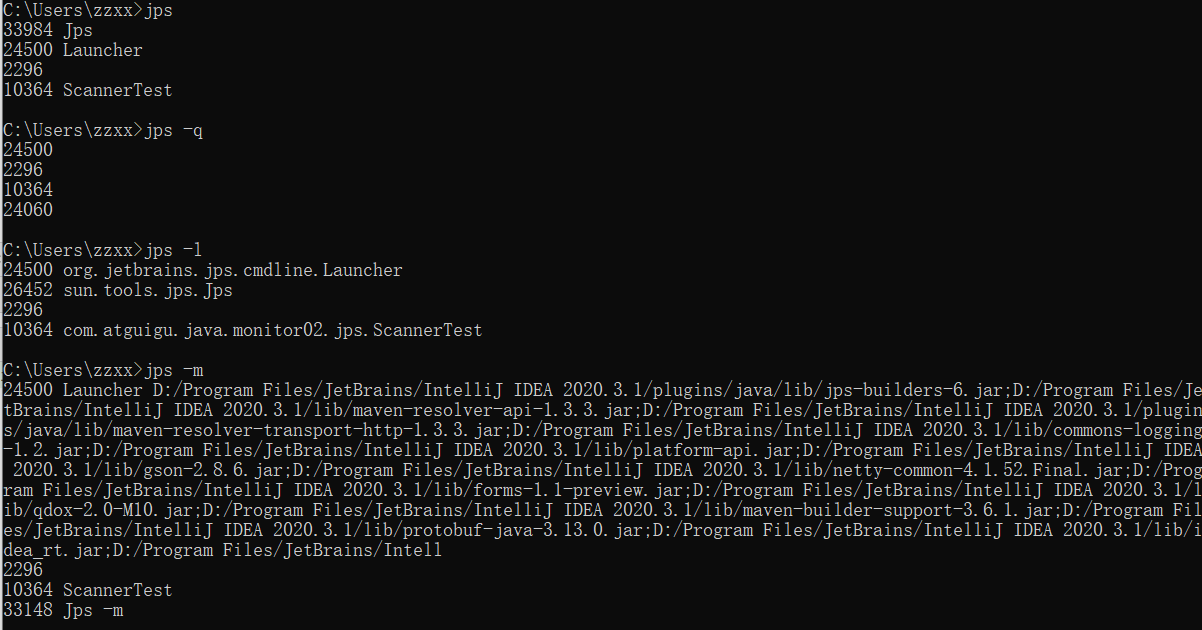 C:\Users\zzxx>jps
33984 Jps
24500 Launcher
2296
10364 ScannerTest
C:\Users\zzxx>jps -q
24500
2296
10364
24060
C:\Users\zzxx>jps -l
24500 org.jetbrains.jps.cmdline.Launcher
26452 sun.tools.jps.Jps
2296
10364 com.atguigu.java.monitor02.jps.ScannerTest
C:\Users\zzxx>jps -m
24500 Launcher D:/Program Files/JetBrains/IntelliJ IDEA 2020.3.1/plugins/java/lib/jps-builders-6.jar;D:/Program Files/Je
tBrains/IntelliJ IDEA 2020.3.1/lib/maven-resolver-api-1.3.3.jar;D:/Program Files/JetBrains/IntelliJ IDEA 2020.3.1/plugin
s/java/lib/maven-resolver-transport-http-1.3.3.jar;D:/Program Files/JetBrains/IntelliJ IDEA 2020.3.1/lib/commons-logging
-1.2.jar;D:/Program Files/JetBrains/IntelliJ IDEA 2020.3.1/lib/platform-api.jar;D:/Program Files/JetBrains/IntelliJ IDEA
 2020.3.1/lib/gson-2.8.6.jar;D:/Program Files/JetBrains/IntelliJ IDEA 2020.3.1/lib/netty-common-4.1.52.Final.jar;D:/Prog
ram Files/JetBrains/IntelliJ IDEA 2020.3.1/lib/forms-1.1-preview.jar;D:/Program Files/JetBrains/IntelliJ IDEA 2020.3.1/l
ib/qdox-2.0-M10.jar;D:/Program Files/JetBrains/IntelliJ IDEA 2020.3.1/lib/maven-builder-support-3.6.1.jar;D:/Program Fil
es/JetBrains/IntelliJ IDEA 2020.3.1/lib/protobuf-java-3.13.0.jar;D:/Program Files/JetBrains/IntelliJ IDEA 2020.3.1/lib/i
dea_rt.jar;D:/Program Files/JetBrains/Intell
2296
10364 ScannerTest
33148 Jps -m